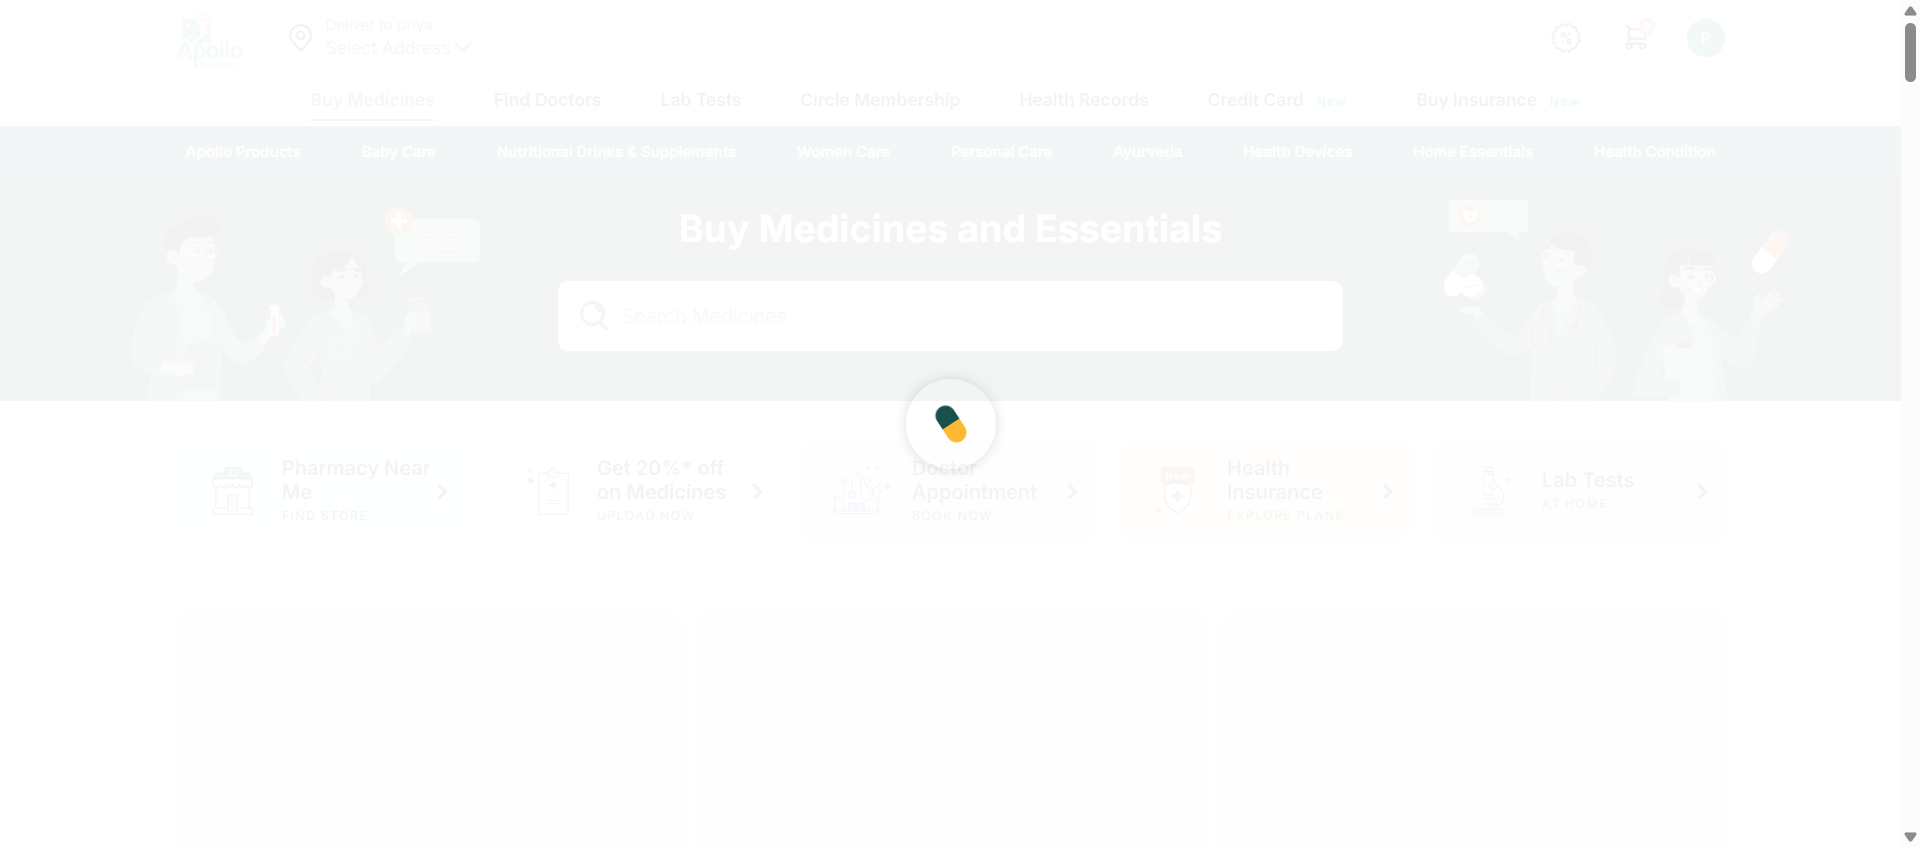 Deliver to priya
Apollo
Select Address
%
P
Buy Medicines
Find Doctors
Lab Tests
Circle Membership
Health Records
Credit Card New
Buy Insurance New
Apollo Products
Baby Care
Nutritional Drinks & Supplements
Women Care
Personal Care
Ayurveda
Health Devices
Home Essentials
Health Condition
Buy Medicines and Essentials
Search Medicines
Pharmacy Near
Me
FIND STORE
Get 20%* off
on Medicines
UPLOAD NOW
Doctor
Appointment
BOOK NOW
New
Health
Insurance
EXPLORE PLANS
Lab Tests
AT HOME